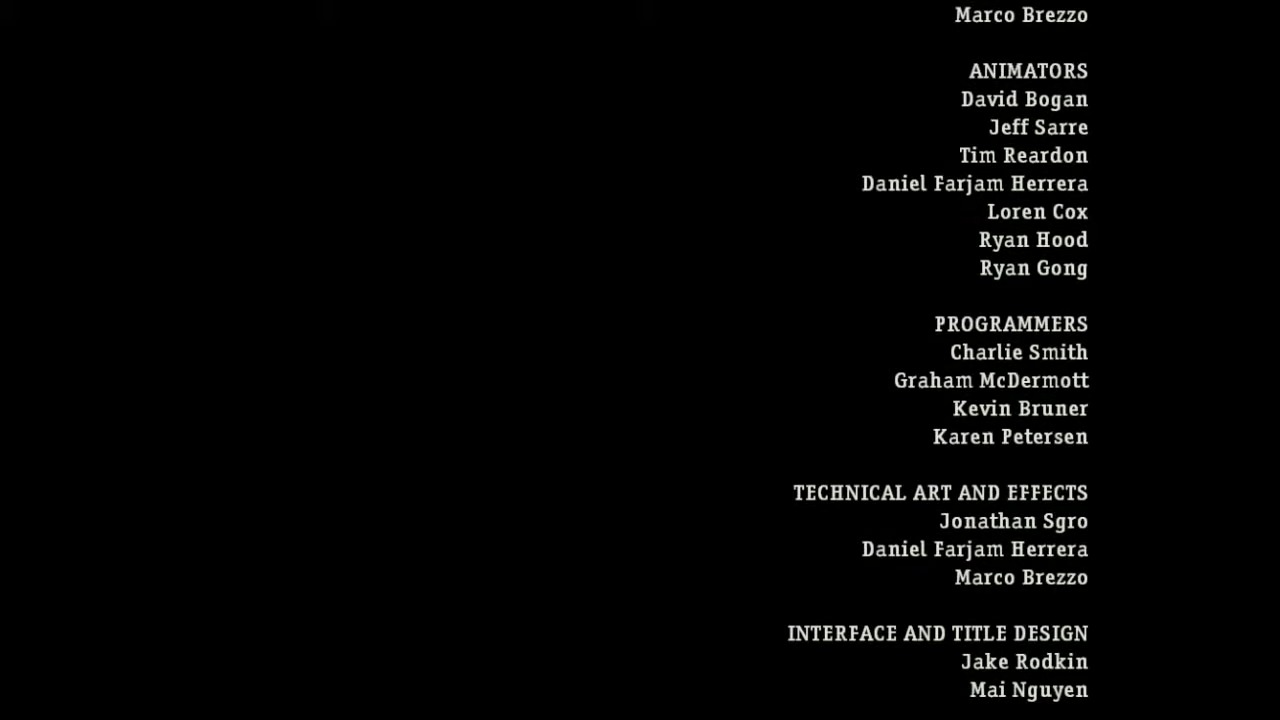 Marco Brezzo
ANIMATORS
David Bogan
Jeff Sarre
Tim Reardon
Daniel Farjam Herrera
Loren Cox
Ryan Hood
Ryan Gong
PROGRAMMERS
Charlie Smith
Graham McDermott
Kevin Bruner
Karen Petersen
TECHNICAL ART AND EFFECTS
Jonathan Sgro
Daniel Farjam Herrera
Marco Brezzo
INTERFACE AND TITLE DESIGN
Jake Rodkin
Mai Nguyen